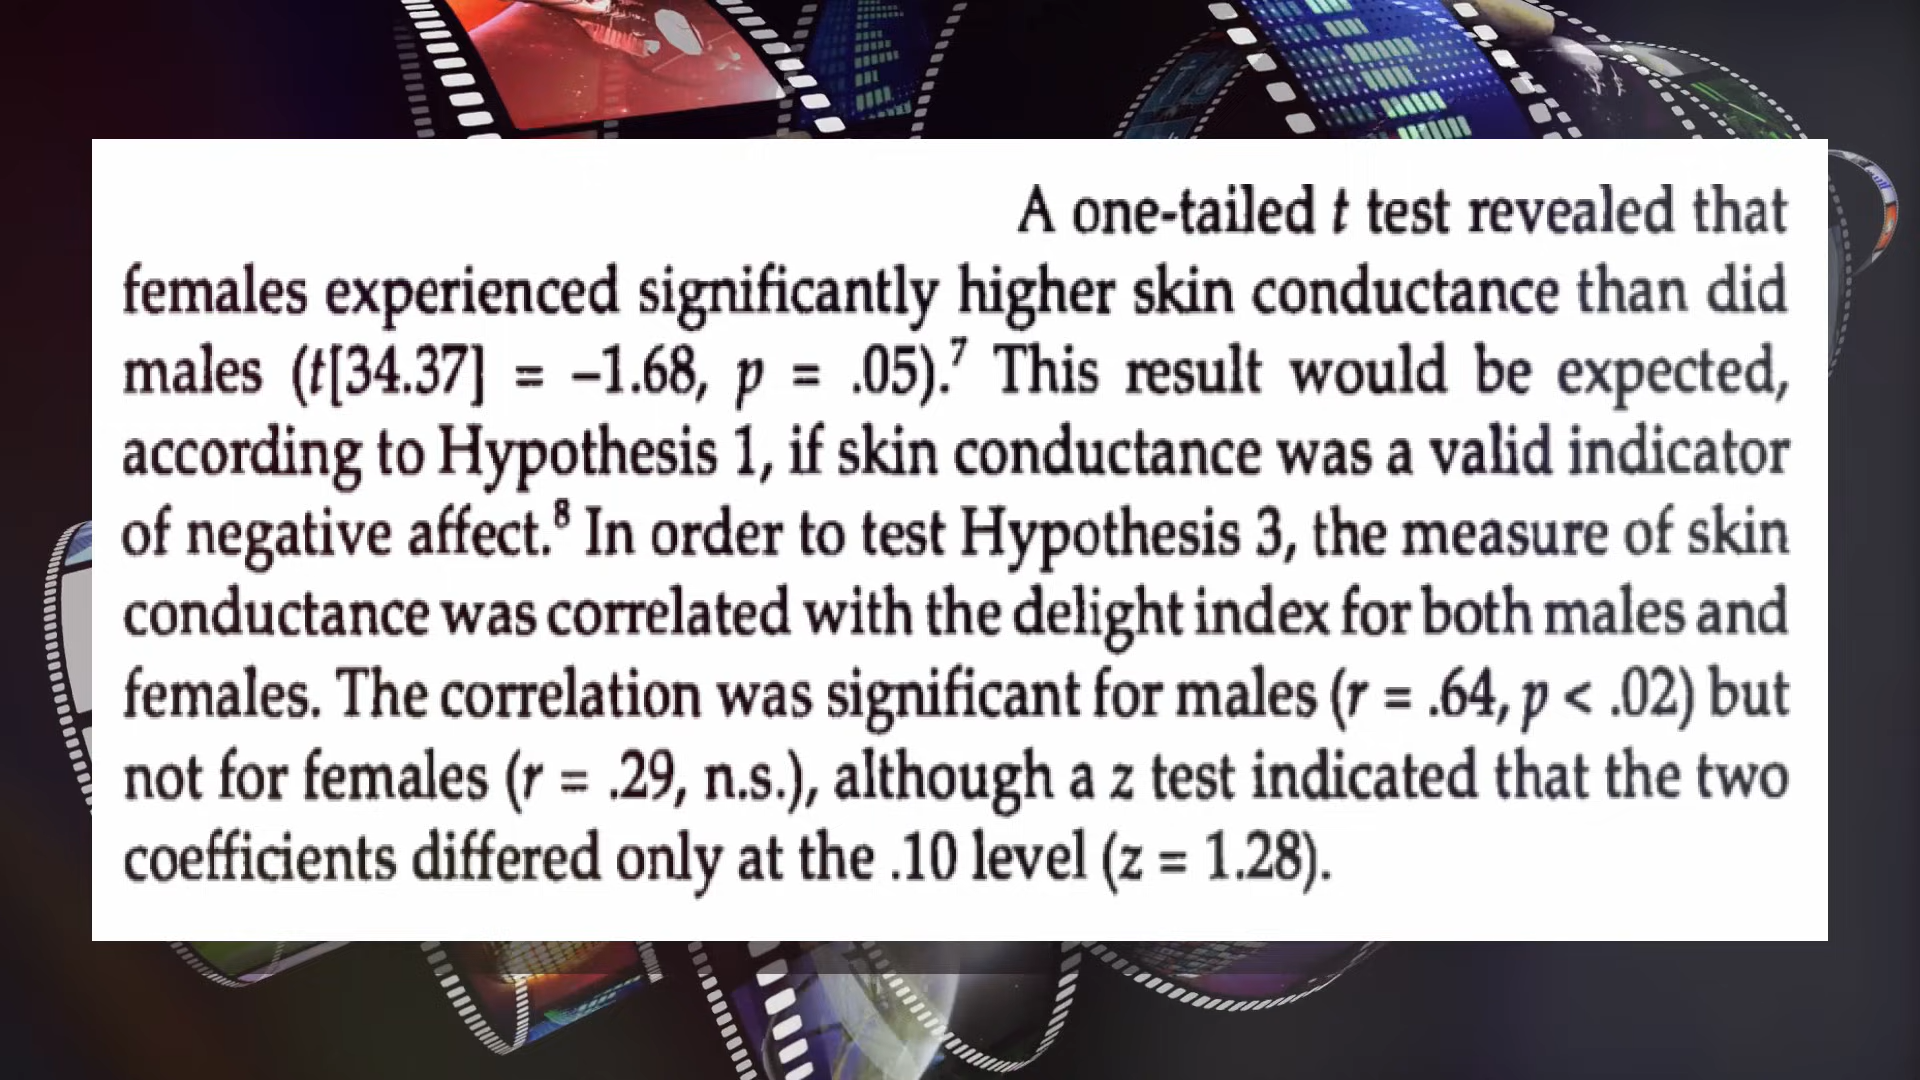 A one-tailed t test revealed that
females experienced significantly higher skin conductance than did
males (t[34.37] = –1.68, p = .05).⁷ This result would be expected,
according to Hypothesis 1, if skin conductance was a valid indicator
of negative affect.⁸ In order to test Hypothesis 3, the measure of skin
conductance was correlated with the delight index for both males and
females. The correlation was significant for males (r = .64, p < .02) but
not for females (r = .29, n.s.), although a z test indicated that the two
coefficients differed only at the .10 level (z = 1.28).